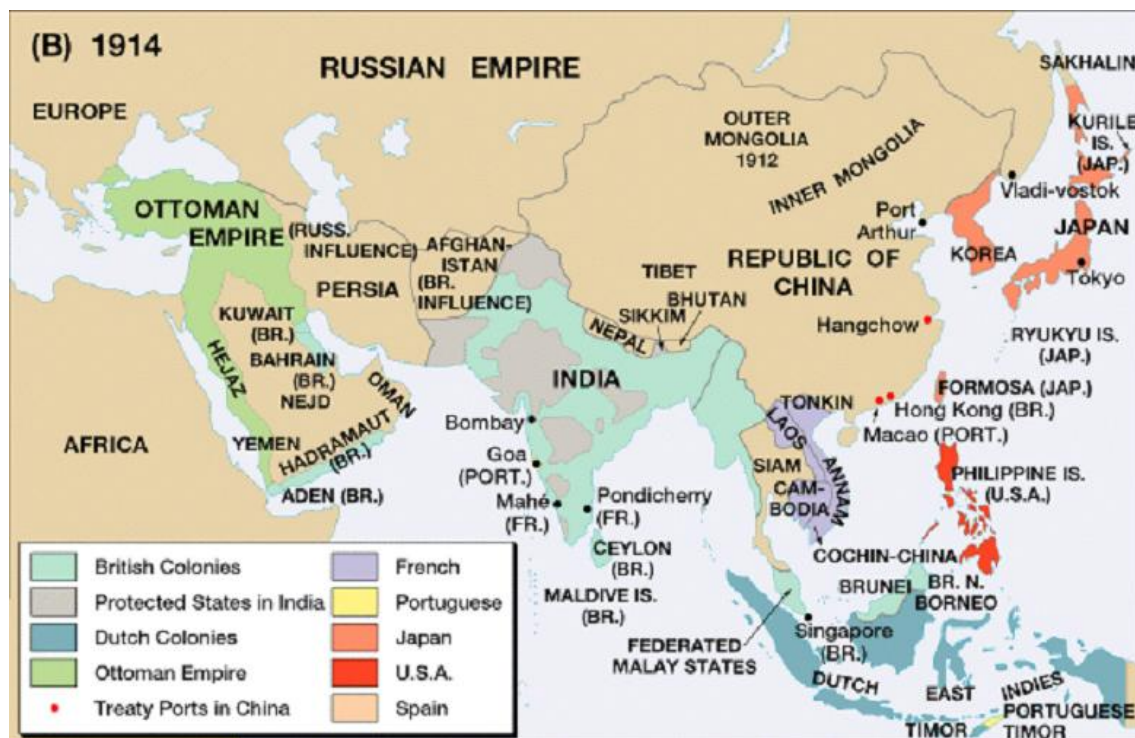 (B) 1914
RUSSIAN EMPIRE
EUROPE
SAKHALIN
OUTER
MONGOLIA
1912
KURILE
IS.
(JAP.)
INNER MONGOLIA
Vladi-vostok
OTTOMAN
EMPIRE
(RUSS.
INFLUENCE)
AFGHAN-
ISTAN
(BR.
INFLUENCE)
Port
Arthur
JAPAN
KOREA
PERSIA
TIBET
REPUBLIC OF
CHINA
Tokyo
BHUTAN
SIKKIM
NEPAL
KUWAIT
(BR.)
Hangchow
RYUKYU IS.
(JAP.)
HEJAZ
BAHRAIN
(BR.)
NEJD
OMAN
INDIA
FORMOSA (JAP.)
TONKIN
Hong Kong (BR.)
Macao (PORT.)
Bombay
LAOS
AFRICA
YEMEN
HADRAMAUT
(BR.)
Goa
(PORT.)
SIAM
ANNAM
PHILIPPINE IS.
(U.S.A.)
ADEN (BR.)
CAM-
BODIA
Mahé
(FR.)
Pondicherry
(FR.)
CEYLON
(BR.)
COCHIN-CHINA
BRUNEI
BR. N.
BORNEO
MALDIVE IS.
(BR.)
FEDERATED
MALAY STATES
Singapore
(BR.)
DUTCH
EAST
INDIES
TIMOR
PORTUGUESE
TIMOR
British Colonies
Protected States in India
Dutch Colonies
Ottoman Empire
Treaty Ports in China
French
Portuguese
Japan
U.S.A.
Spain